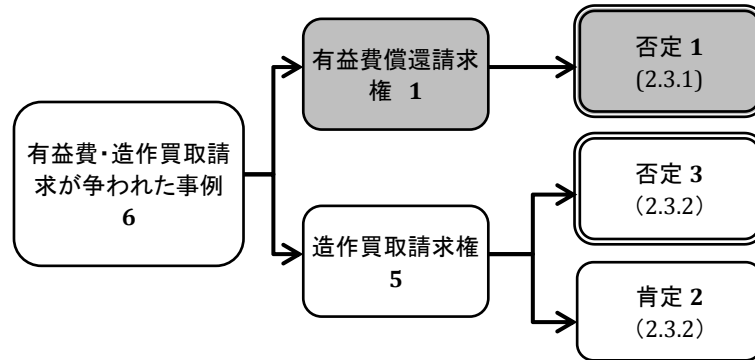 有益費・造作買取請
求が争われた事例
6
有益費償還請求
権 1
否定 1
(2.3.1)
造作買取請求権
5
否定 3
（2.3.2）
肯定 2
（2.3.2）